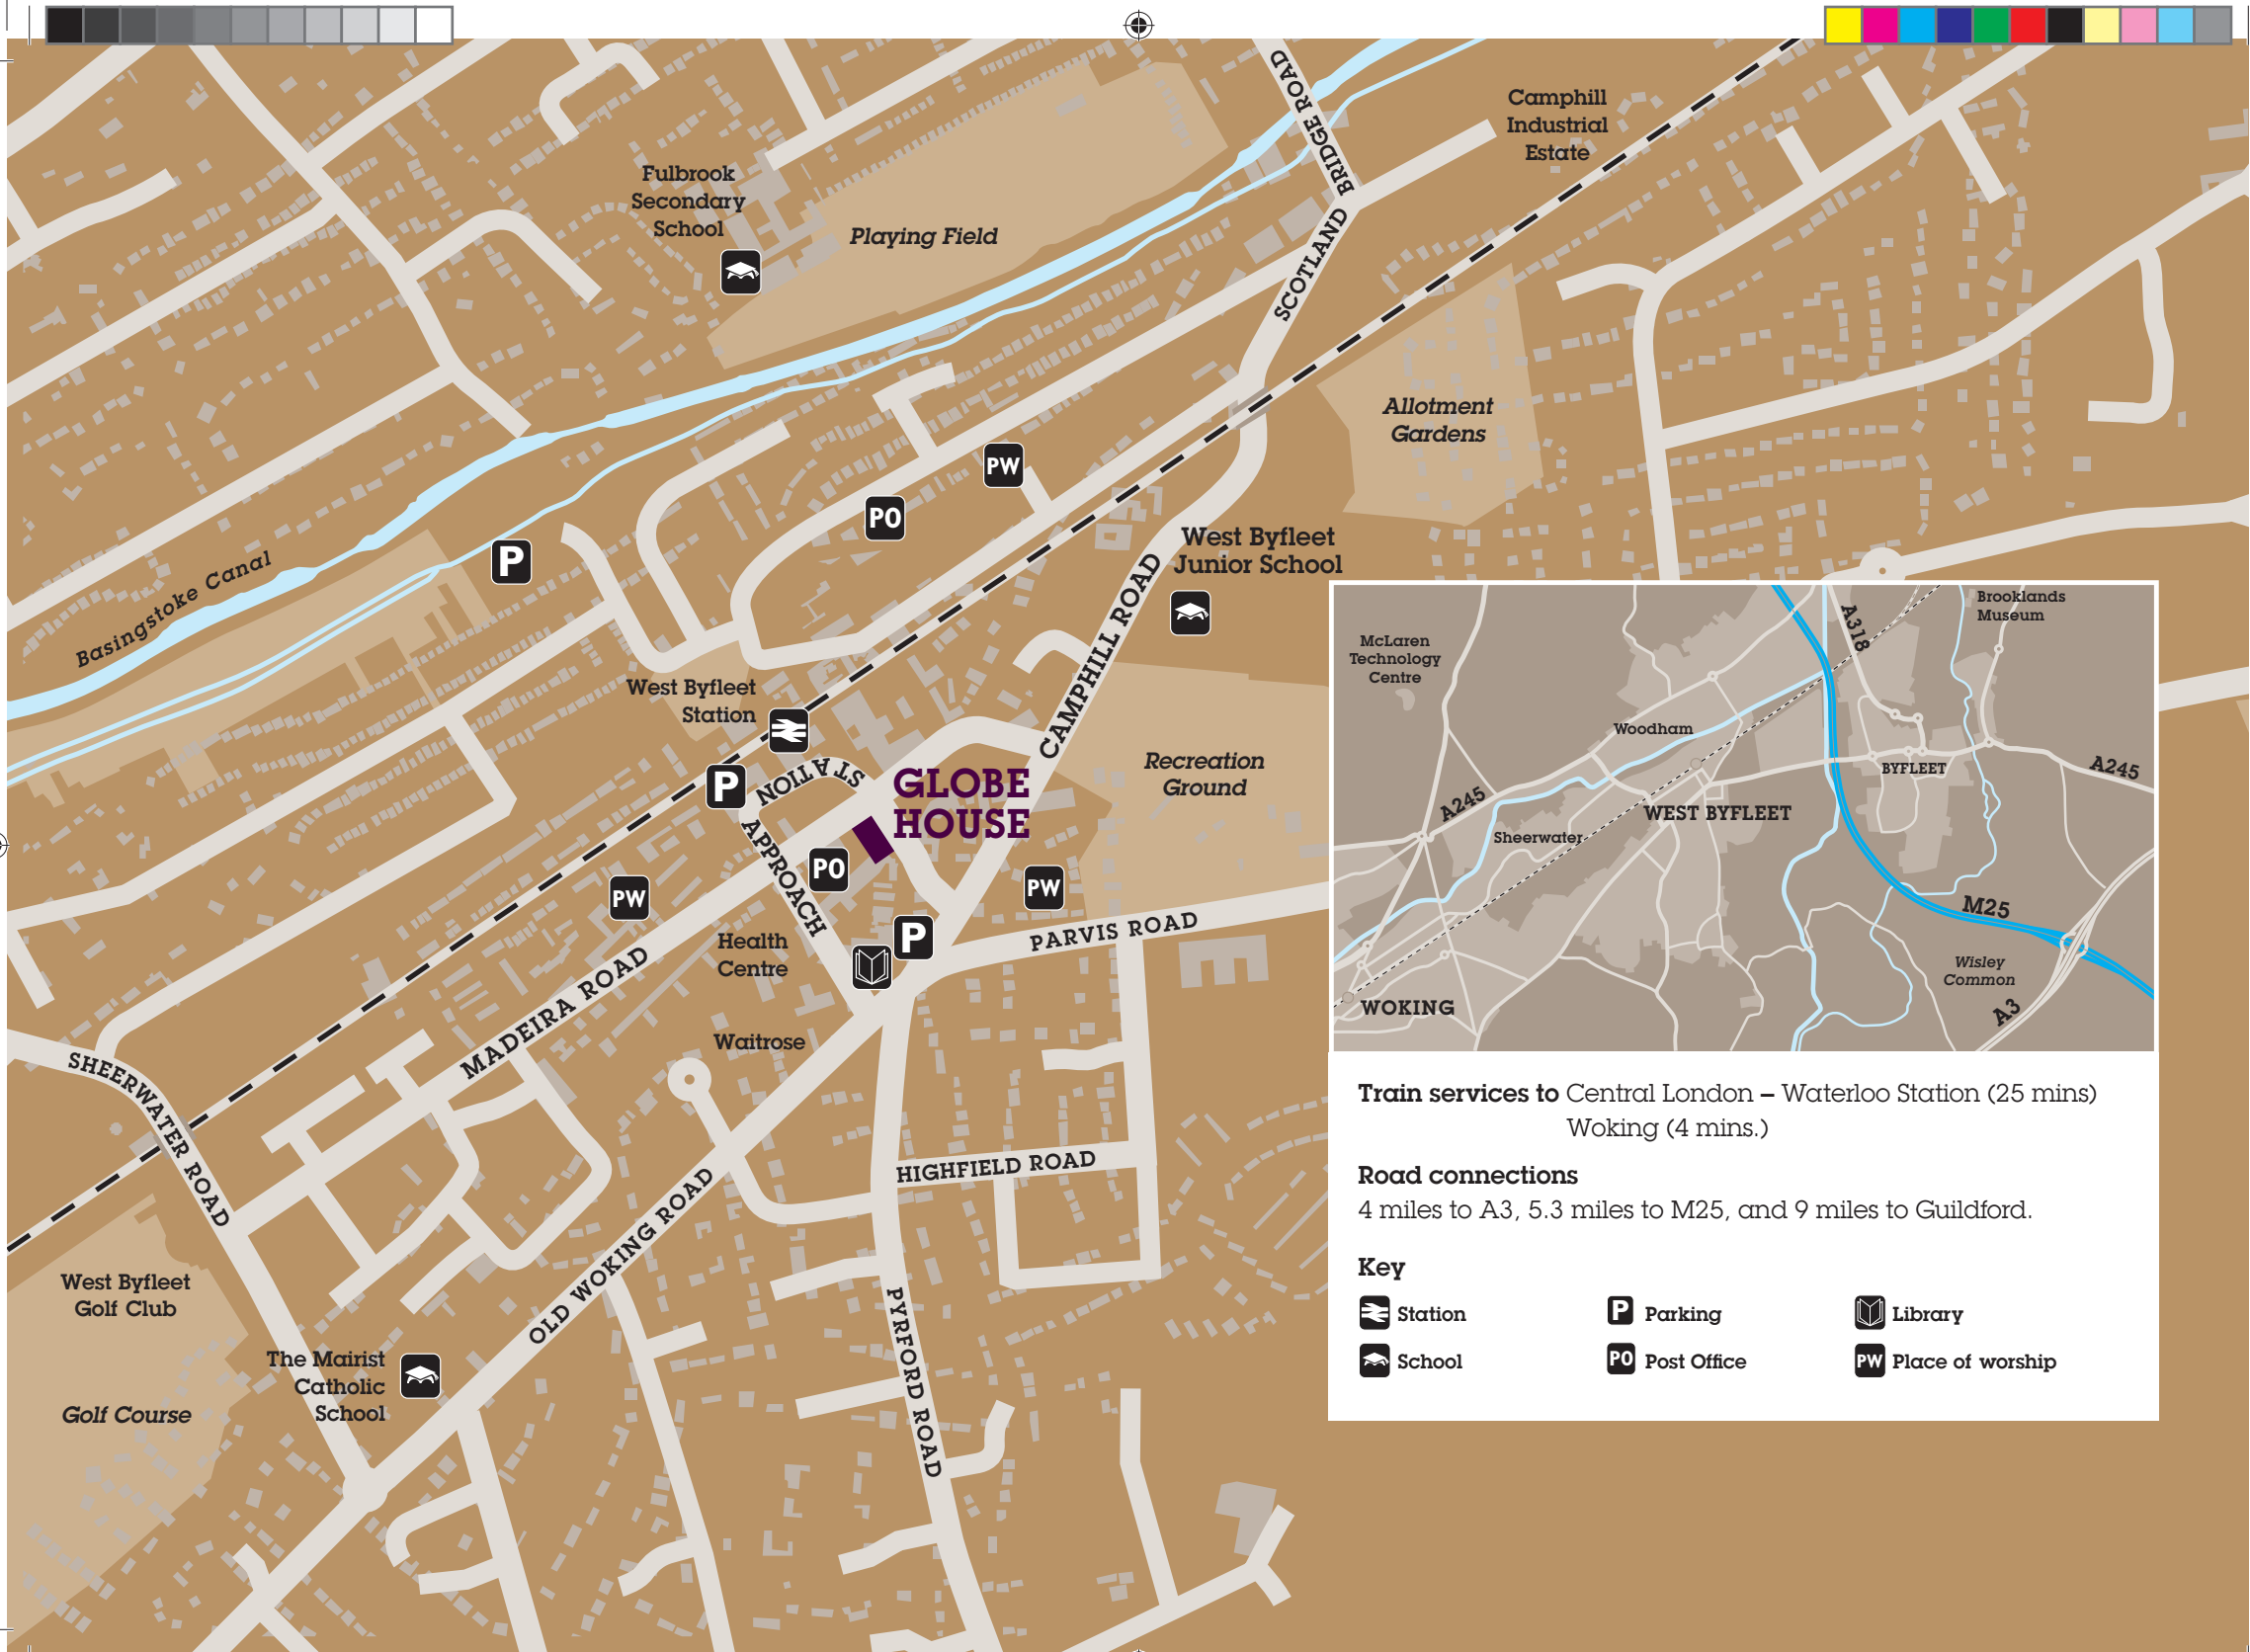 SCOTLAND
BRIDGE ROAD
Camphill
Industrial
Estate
Fulbrook
Secondary
School
Playing Field
Allotment
Gardens
PW
PO
P
West Byfleet
Junior School
Basingstoke Canal
CAMPHILL ROAD
West Byfleet
Station
P
STATION
APPROACH
GLOBE
HOUSE
Recreation
Ground
PO
PW
PW
P
PARVIS ROAD
Health
Centre
MADEIRA ROAD
Waitrose
SHEERWATER ROAD
HIGHFIELD ROAD
OLD WOKING ROAD
PYRFORD ROAD
West Byfleet
Golf Club
The Mairist
Catholic
School
Golf Course
Brooklands
Museum
A318
McLaren
Technology
Centre
Woodham
BYFLEET
A245
A245
WEST BYFLEET
Sheerwater
M25
Wisley
Common
WOKING
A3
Train services to Central London – Waterloo Station (25 mins)
Woking (4 mins.)
Road connections
4 miles to A3, 5.3 miles to M25, and 9 miles to Guildford.
Key
Station
P Parking
Library
School
PO Post Office
PW Place of worship